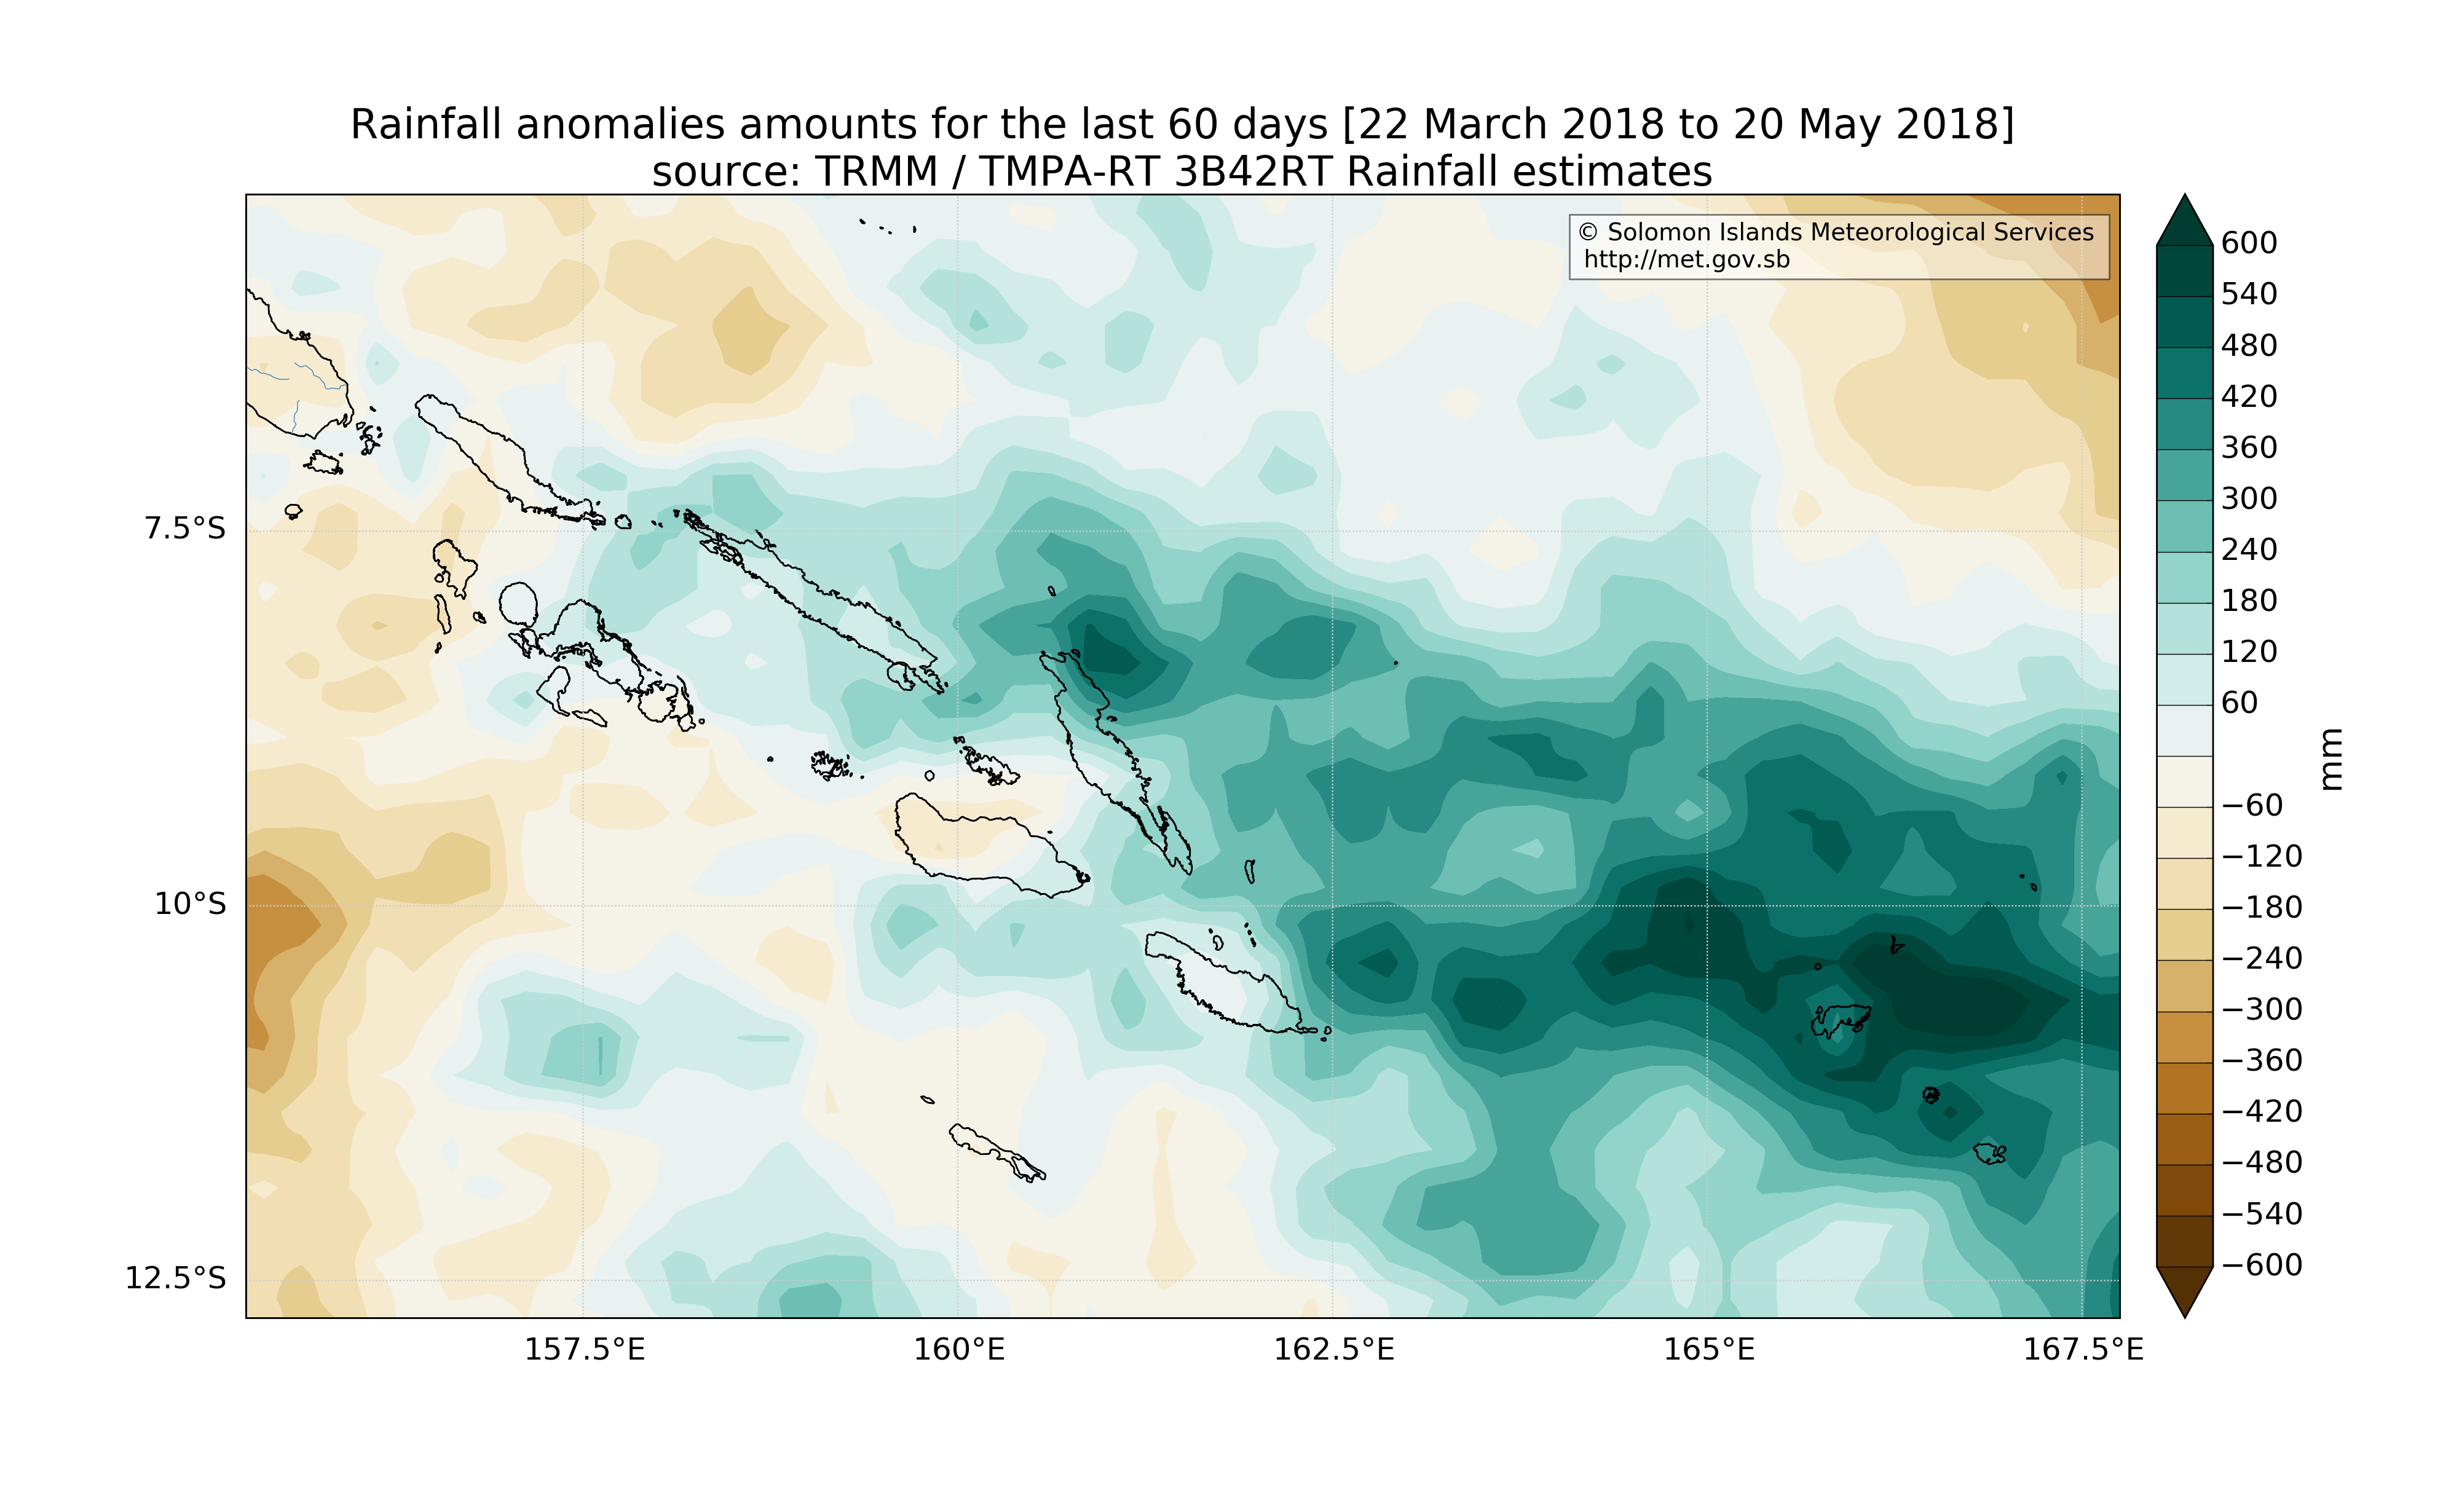 Rainfall anomalies amounts for the last 60 days [22 March 2018 to 20 May 2018]
source: TRMM / TMPA-RT 3B42RT Rainfall estimates
© Solomon Islands Meteorological Services
http://met.gov.sb
7.5°S
10°S
12.5°S
157.5°E
160°E
162.5°E
165°E
167.5°E
600
540
480
420
360
300
240
180
120
60
−60
−120
−180
−240
−300
−360
−420
−480
−540
−600
mm